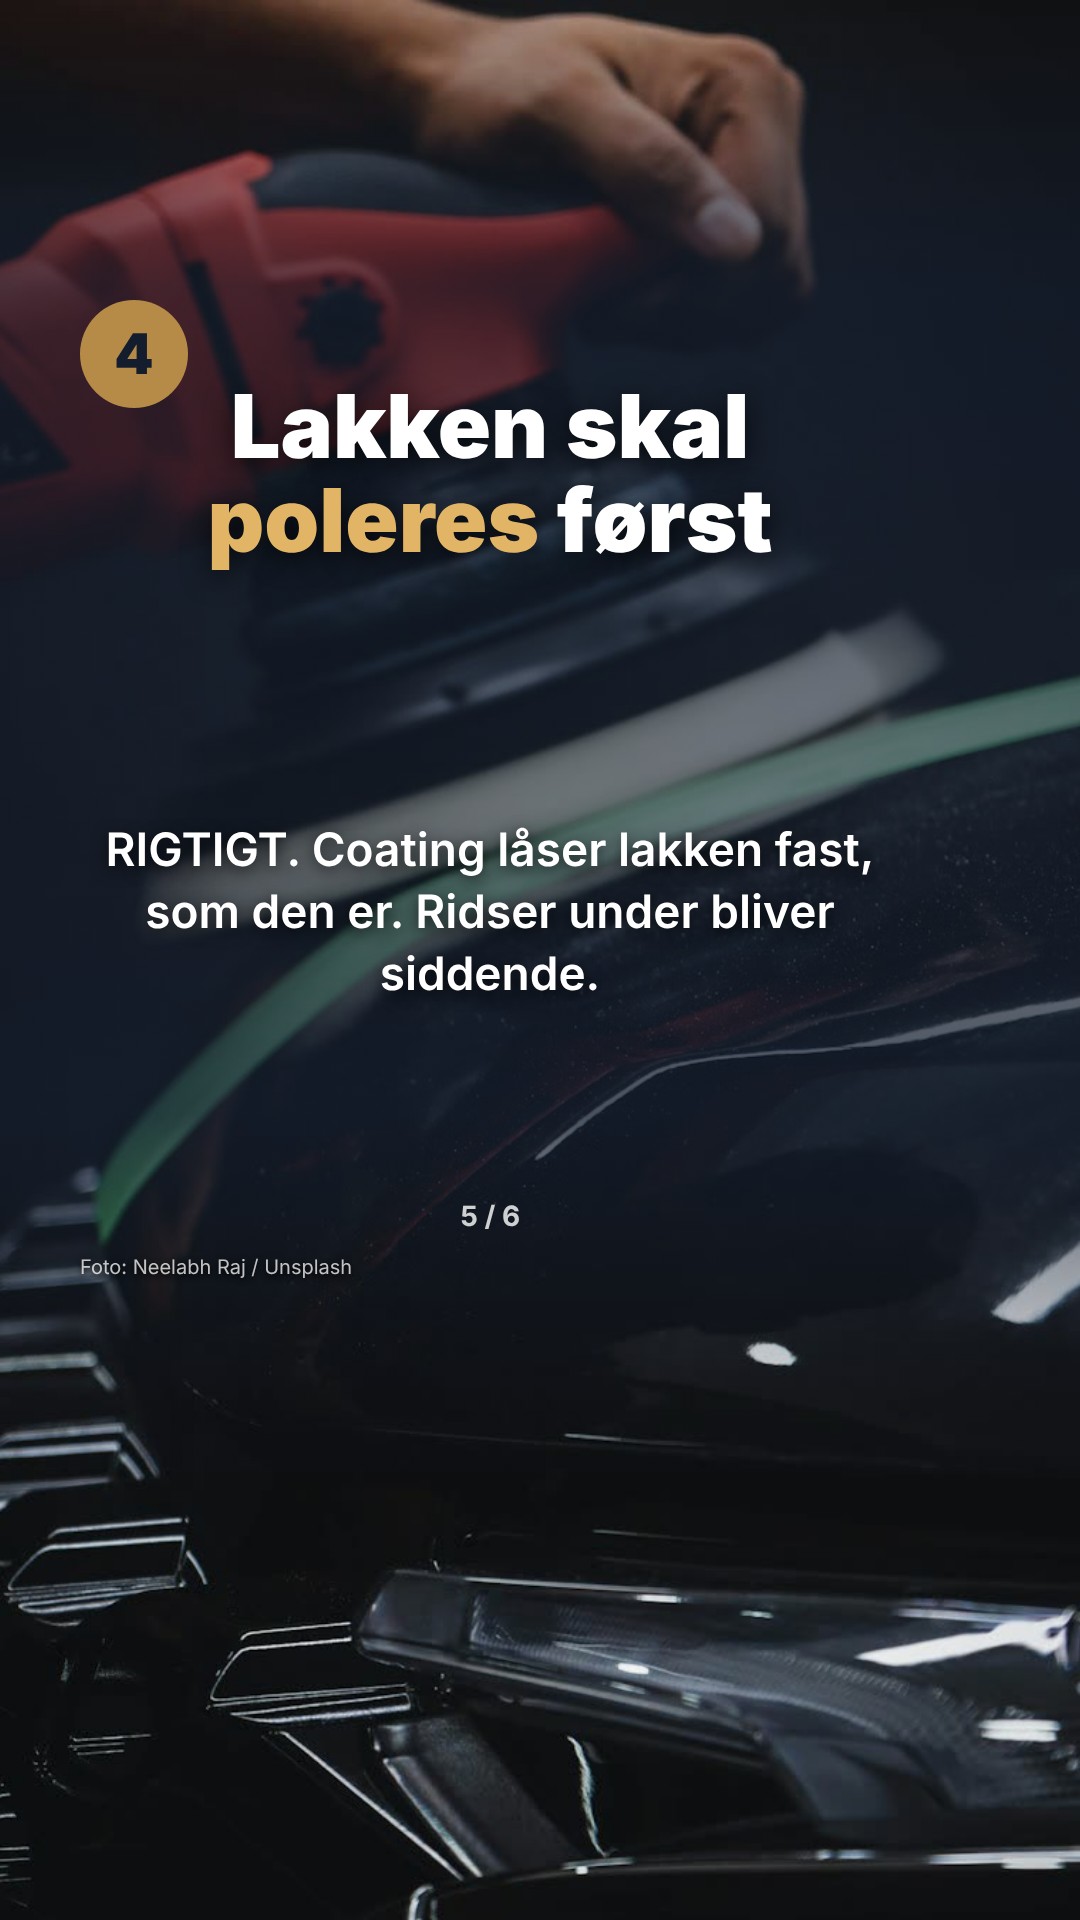 4
Lakken skal
poleres først
RIGTIGT. Coating låser lakken fast,
som den er. Ridser under bliver
siddende.
5 / 6
Foto: Neelabh Raj / Unsplash